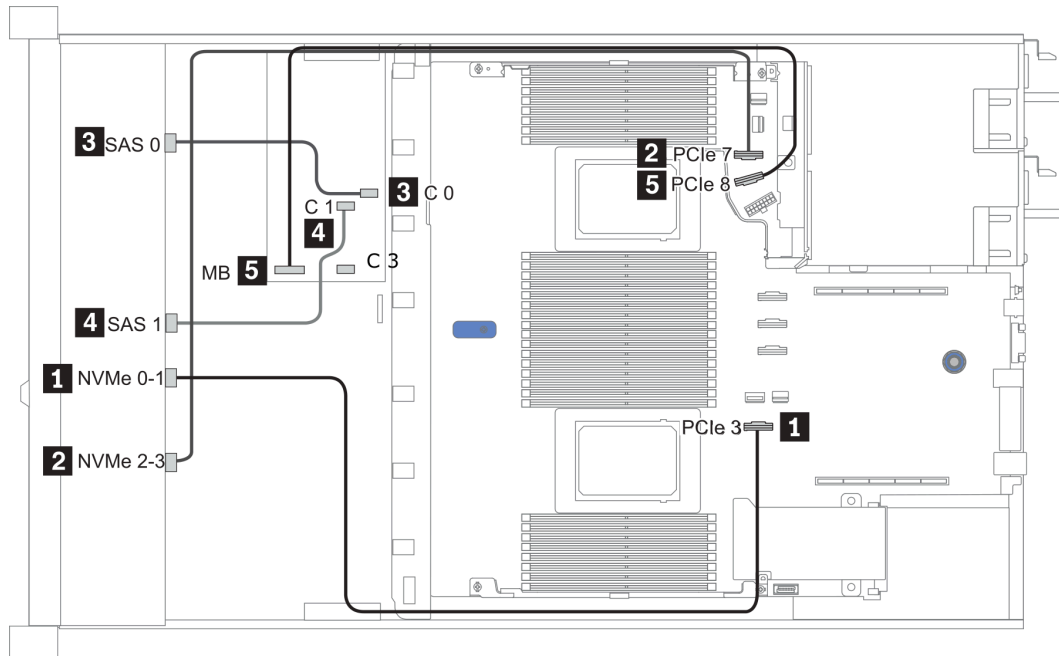 3 SAS 0
2 PCIe 7
5 PCIe 8
3 C 0
C 1
4
C 3
MB 5
4 SAS 1
1 NVMe 0-1
PCIe 3 1
2 NVMe 2-3